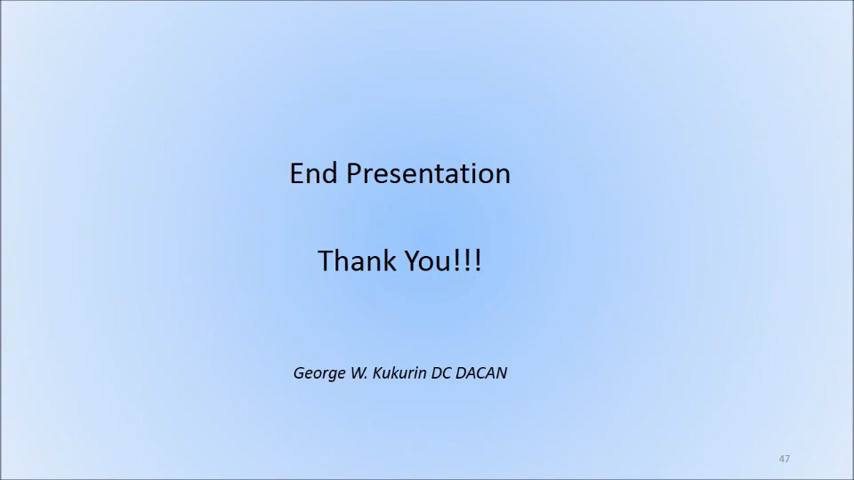 End Presentation
Thank You!!!
George W. Kukurin DC DACAN
47